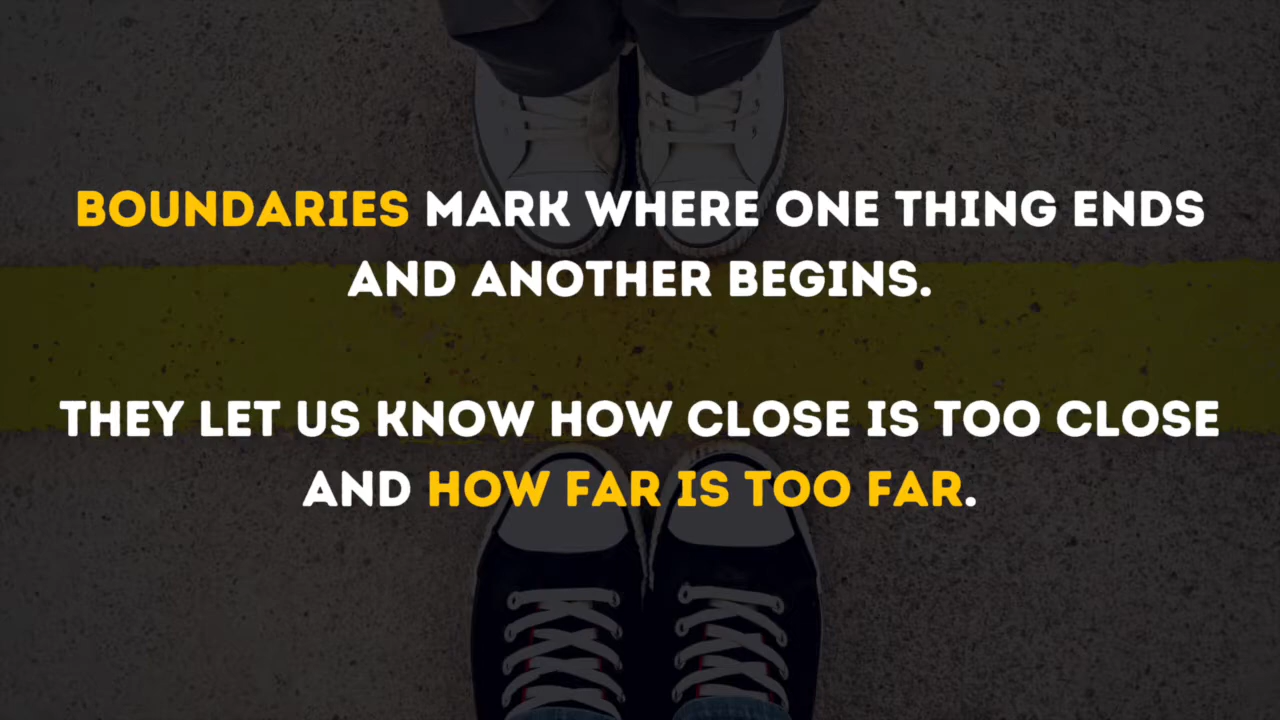 BOUNDARIES MARK WHERE ONE THING ENDS
AND ANOTHER BEGINS.
THEY LET US KNOW HOW CLOSE IS TOO CLOSE
AND HOW FAR IS TOO FAR.